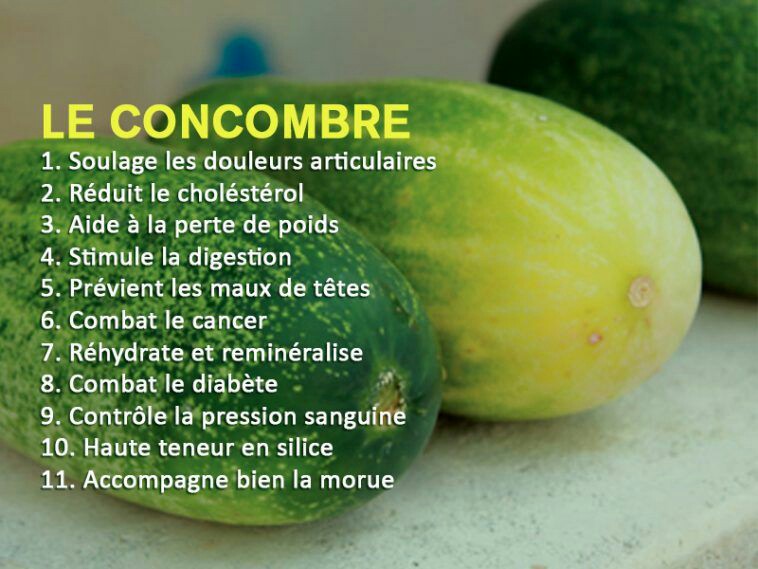 LE CONCOMBRE
1. Soulage les douleurs articulaires
2. Réduit le choléstérol
3. Aide à la perte de poids
4. Stimule la digestion
5. Prévient les maux de têtes
6. Combat le cancer
7. Réhydrate et reminéralise
8. Combat le diabète
9. Contrôle la pression sanguine
10. Haute teneur en silice
11. Accompagne bien la morue